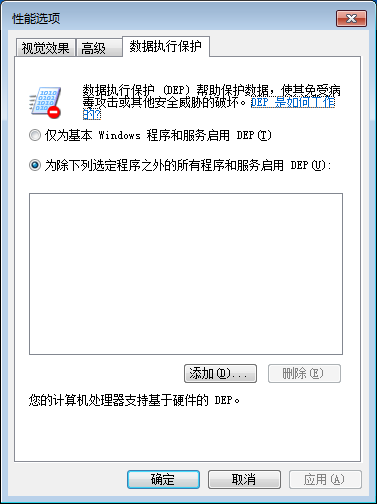 性能选项
视觉效果 高级 数据执行保护
数据执行保护 (DEP) 帮助保护数据，使其免受病
毒攻击或其他安全威胁的破坏。DEP 是如何工作
的?
仅为基本 Windows 程序和服务启用 DEP(T)
为除下列选定程序之外的所有程序和服务启用 DEP(U):
添加(D)... 删除(E)
您的计算机处理器支持基于硬件的 DEP。
确定 取消 应用(A)